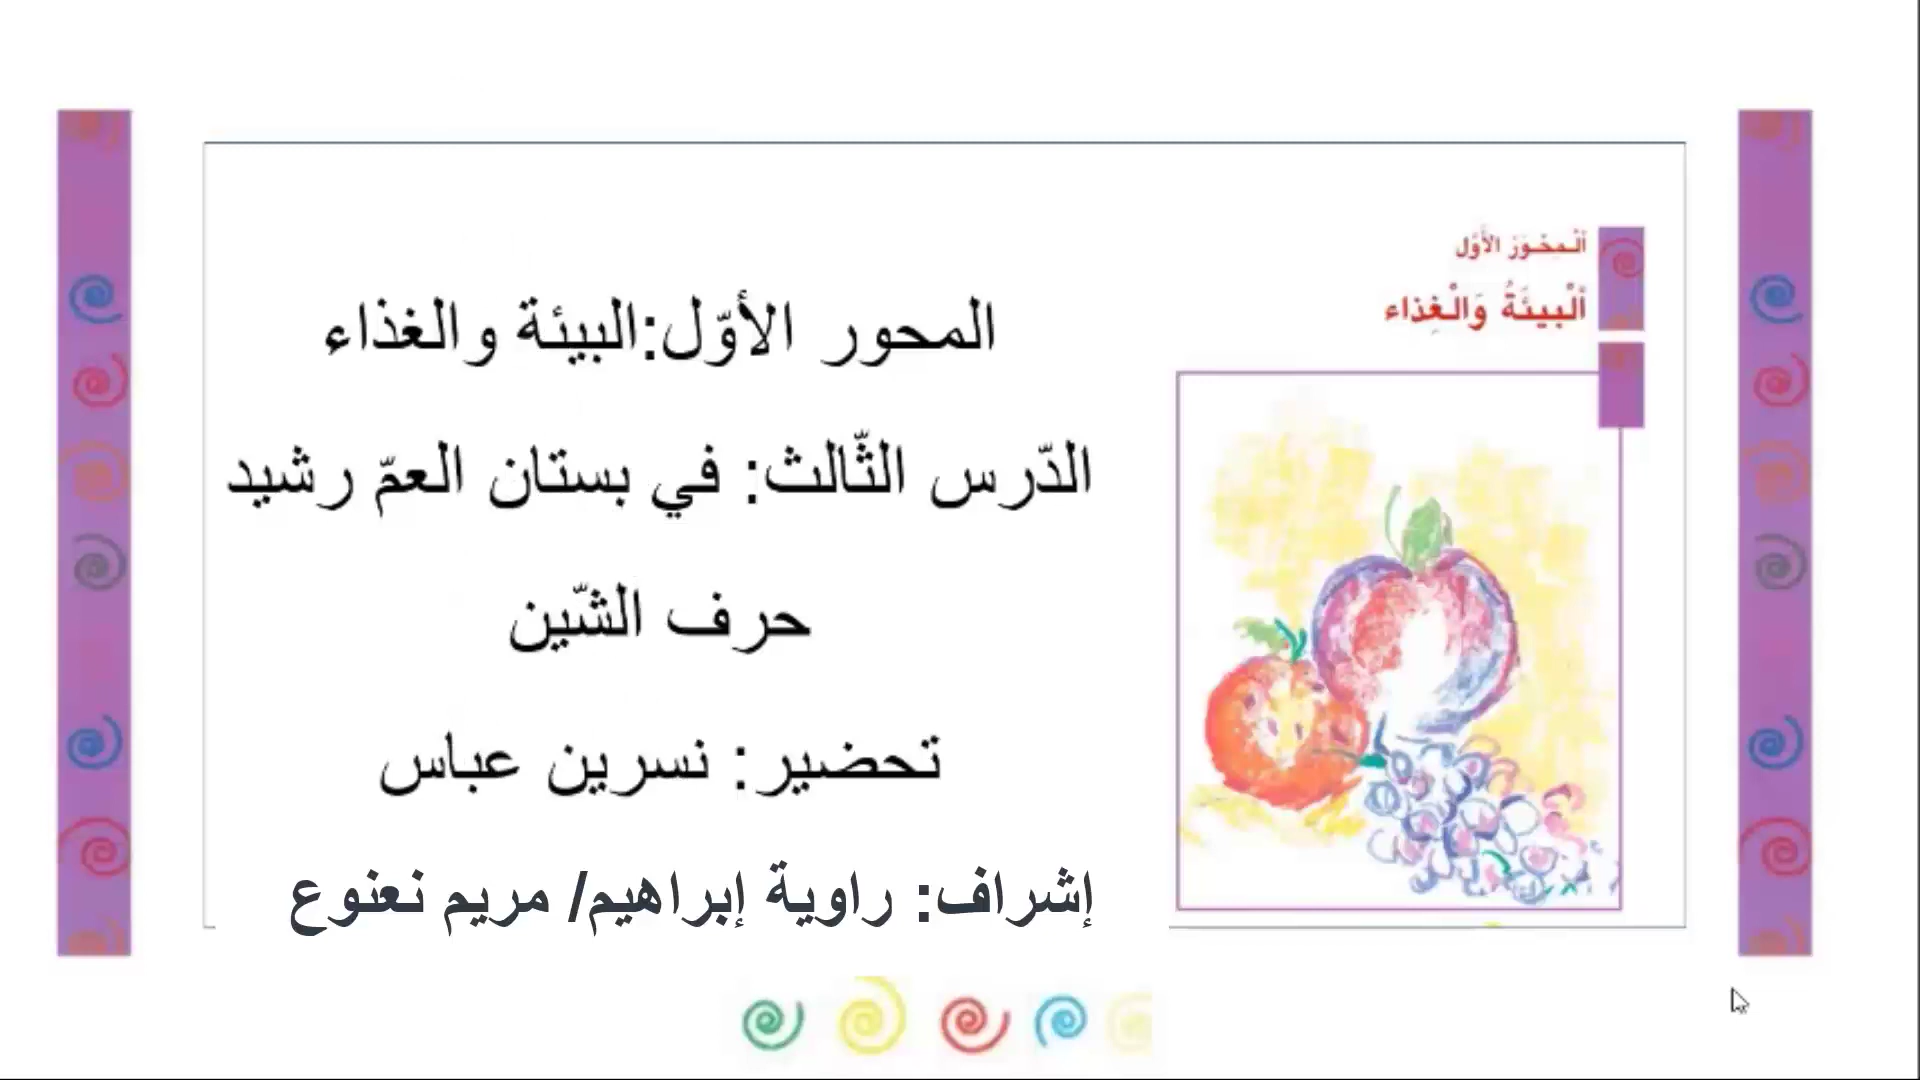 اَلْمِحْوَرُ الأَوَّل
اَلْبيئَةُ وَالْغِذاء
المحور الأوّل:البيئة والغذاء
الدّرس الثّالث: في بستان العمّ رشيد
حرف الشّين
تحضير: نسرين عباس
إشراف: راوية إبراهيم/ مريم نعنوع